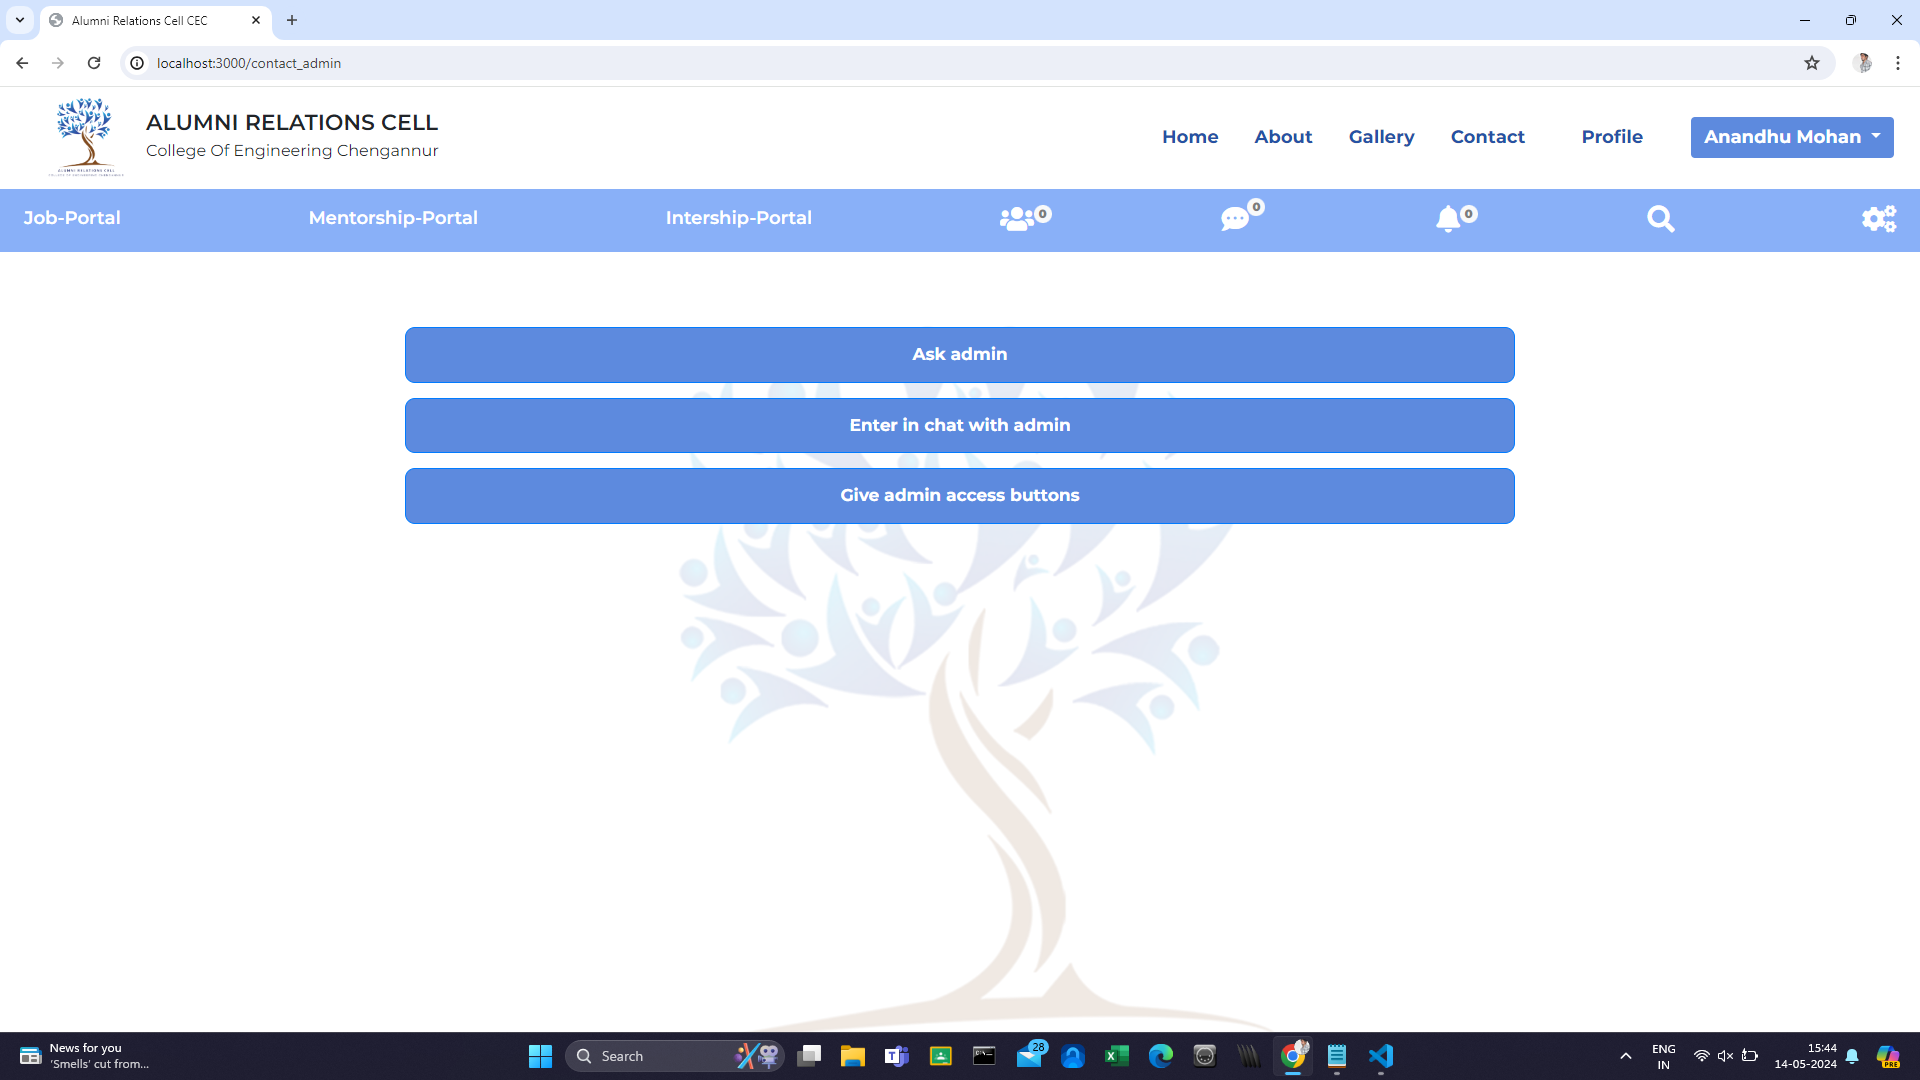 Alumni Relations Cell CEC
localhost:3000/contact_admin
ALUMNI RELATIONS CELL
College Of Engineering Chengannur
Home
About
Gallery
Contact
Profile
Anandhu Mohan
Job-Portal
Mentorship-Portal
Intership-Portal
0
0
0
Ask admin
Enter in chat with admin
Give admin access buttons
News for you
'Smells' cut from...
Search
28
ENG
IN
15:44
14-05-2024
PRE